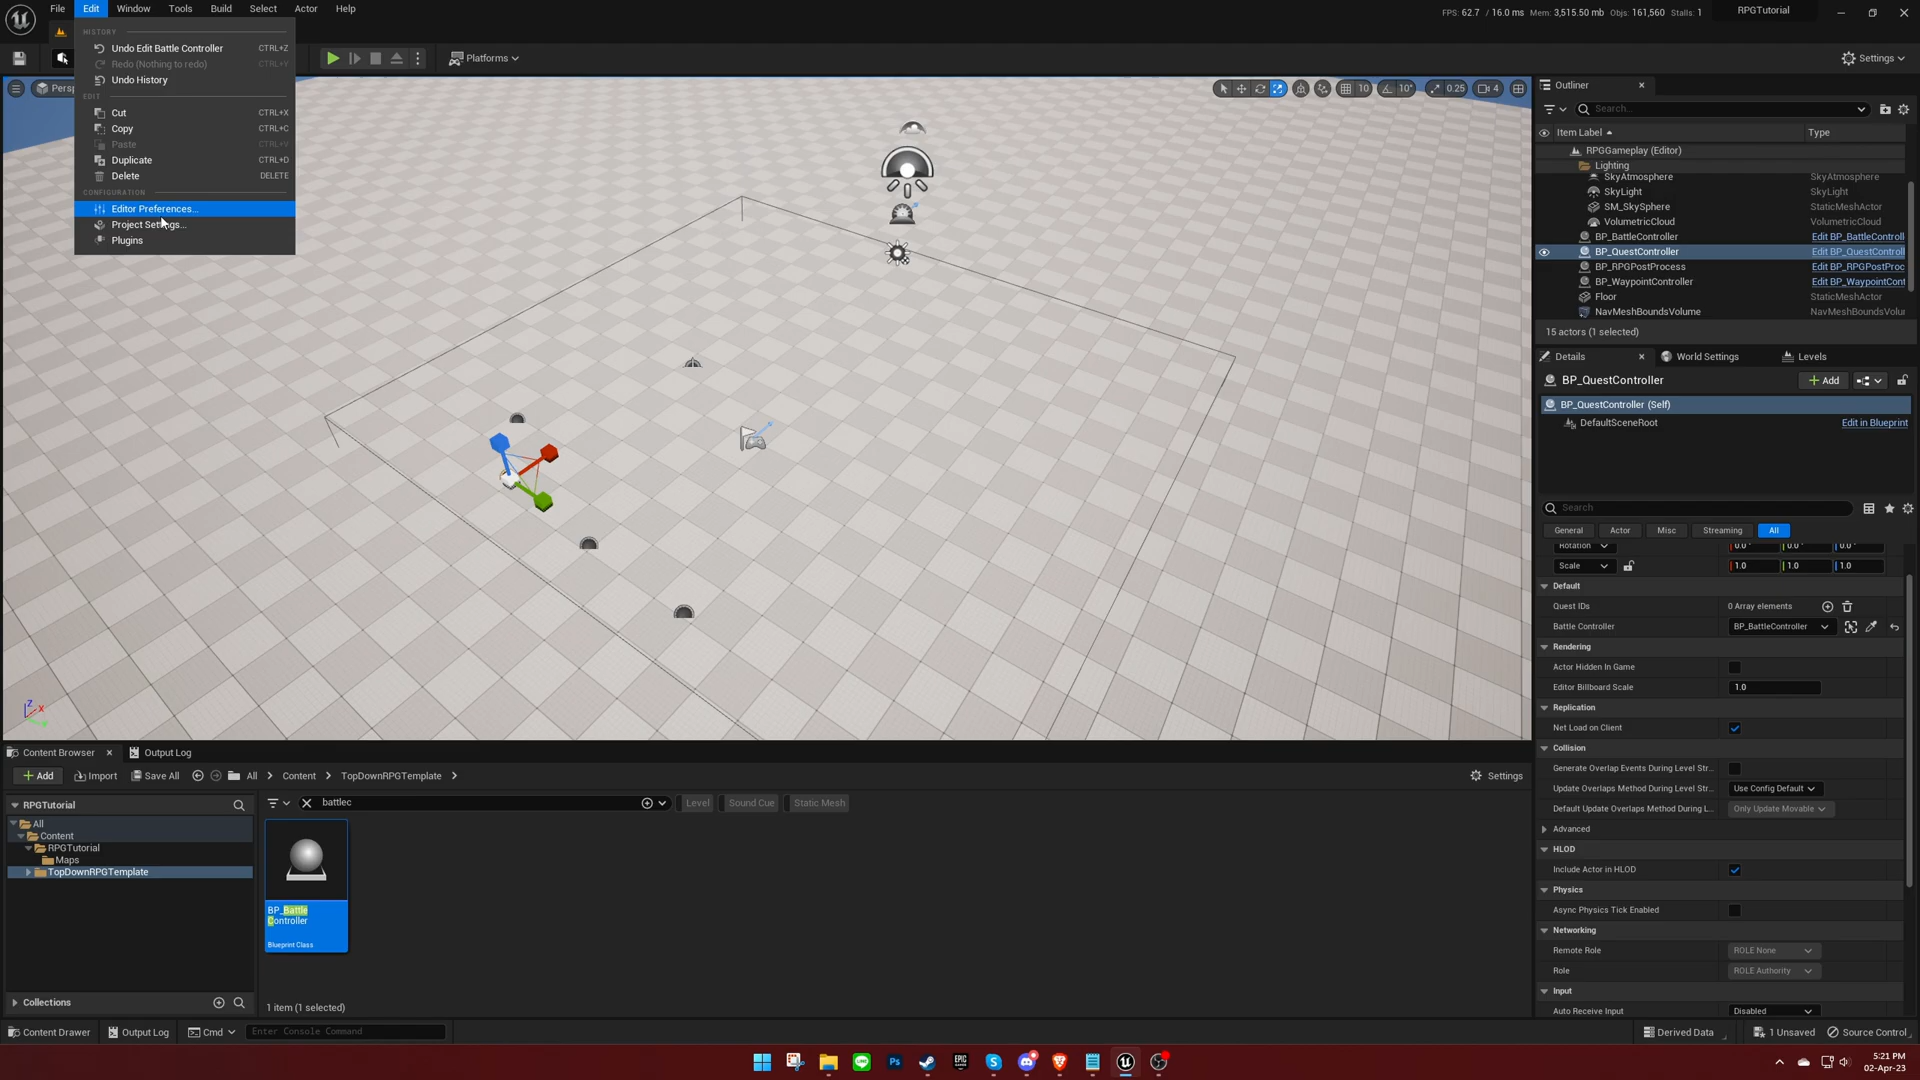 File Edit Window Tools Build Select Actor Help
FPS: 62.7 / 16.0 ms Mem: 3,515.50 mb Objs: 161,560 Stalls: 1
RPGTutorial
HISTORY
Undo Edit Battle Controller CTRL+Z
Redo (Nothing to redo) CTRL+Y
Undo History
EDIT
Cut CTRL+X
Copy CTRL+C
Paste CTRL+V
Duplicate CTRL+D
Delete DELETE
CONFIGURATION
Editor Preferences...
Project Settings...
Plugins
Platforms
Settings
Persp
10 10° 0.25 4
Z X
Outliner
Search...
Item Label Type
RPGGameplay (Editor)
Lighting
SkyAtmosphere SkyAtmosphere
SkyLight SkyLight
SM_SkySphere StaticMeshActor
VolumetricCloud VolumetricCloud
BP_BattleController Edit BP_BattleControll
BP_QuestController Edit BP_QuestControll
BP_RPGPostProcess Edit BP_RPGPostProc
BP_WaypointController Edit BP_WaypointCont
Floor StaticMeshActor
NavMeshBoundsVolume NavMeshBoundsVolur
15 actors (1 selected)
Details World Settings Levels
BP_QuestController Add
BP_QuestController (Self)
DefaultSceneRoot Edit in Blueprint
Search
General Actor Misc Streaming All
Rotation 0.0° 0.0° 0.0°
Scale 1.0 1.0 1.0
Default
Quest IDs 0 Array elements
Battle Controller BP_BattleController
Rendering
Actor Hidden In Game
Editor Billboard Scale 1.0
Replication
Net Load on Client
Collision
Generate Overlap Events During Level Str...
Update Overlaps Method During Level Str... Use Config Default
Default Update Overlaps Method During L... Only Update Movable
Advanced
HLOD
Include Actor in HLOD
Physics
Async Physics Tick Enabled
Networking
Remote Role ROLE None
Role ROLE Authority
Input
Auto Receive Input Disabled
Content Browser Output Log
Add Import Save All All Content TopDownRPGTemplate Settings
RPGTutorial
battlec
Level Sound Cue Static Mesh
All
Content
RPGTutorial
Maps
TopDownRPGTemplate
BP_Battle
Controller
Blueprint Class
Collections
1 item (1 selected)
Content Drawer Output Log Cmd Enter Console Command
Derived Data 1 Unsaved Source Control
Ps
EPIC
5:21 PM
02-Apr-23